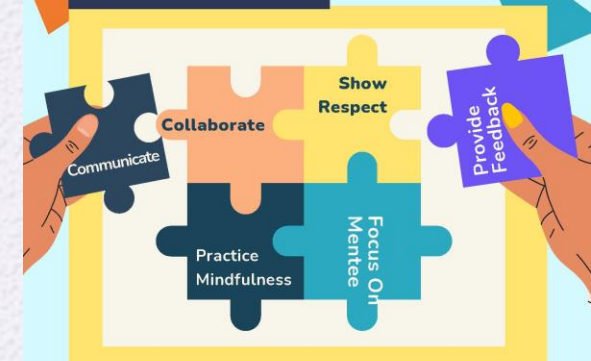 Communicate
Collaborate
Show
Respect
Provide
Feedback
Practice
Mindfulness
Focus On
Mentee